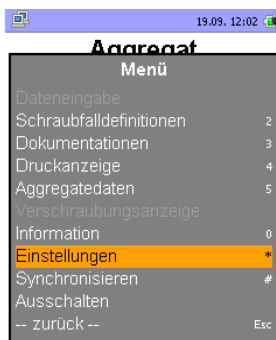 19.09. 12:02
Aggregat
Menü
Dateneingabe
Schraubfalldefinitionen 2
Dokumentationen 3
Druckanzeige 4
Aggregatedaten 5
Verschraubungsanzeige
Information 0
Einstellungen *
Synchronisieren #
Ausschalten
-- zurück -- Esc